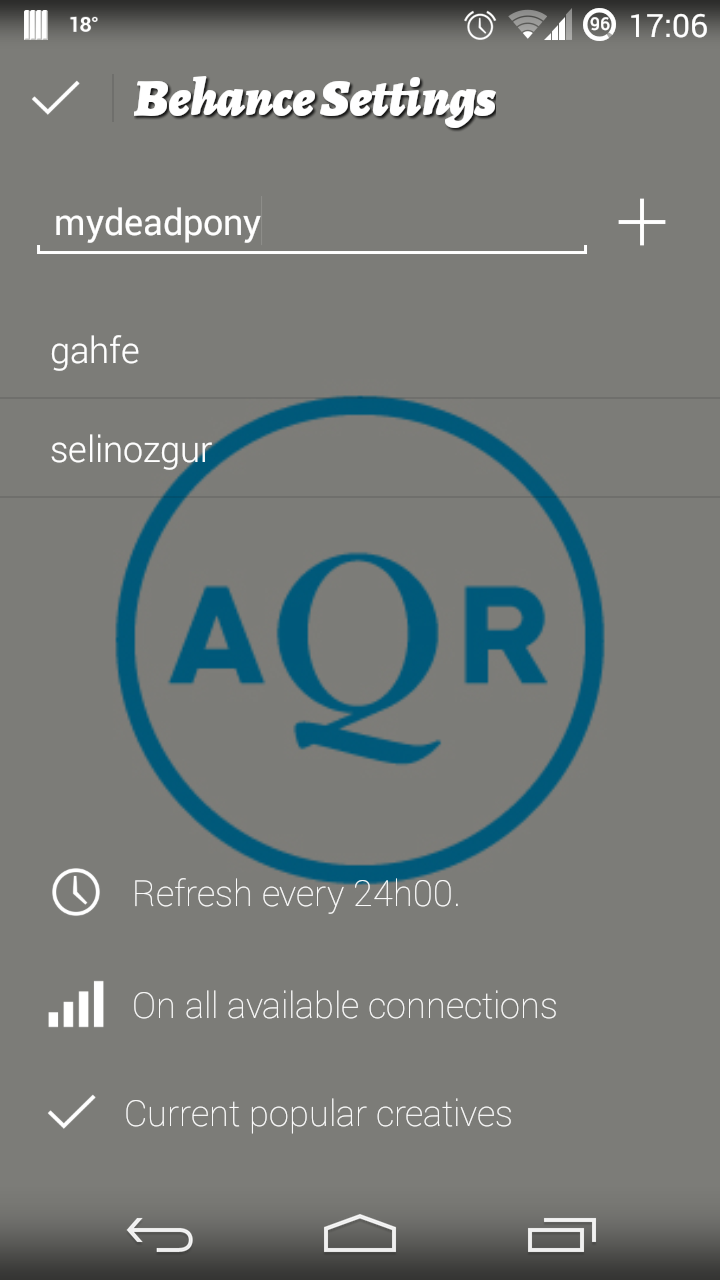 18° 96 17:06
Behance Settings
mydeadpony
gahfe
selinozgur
AQR
Refresh every 24h00.
On all available connections
Current popular creatives